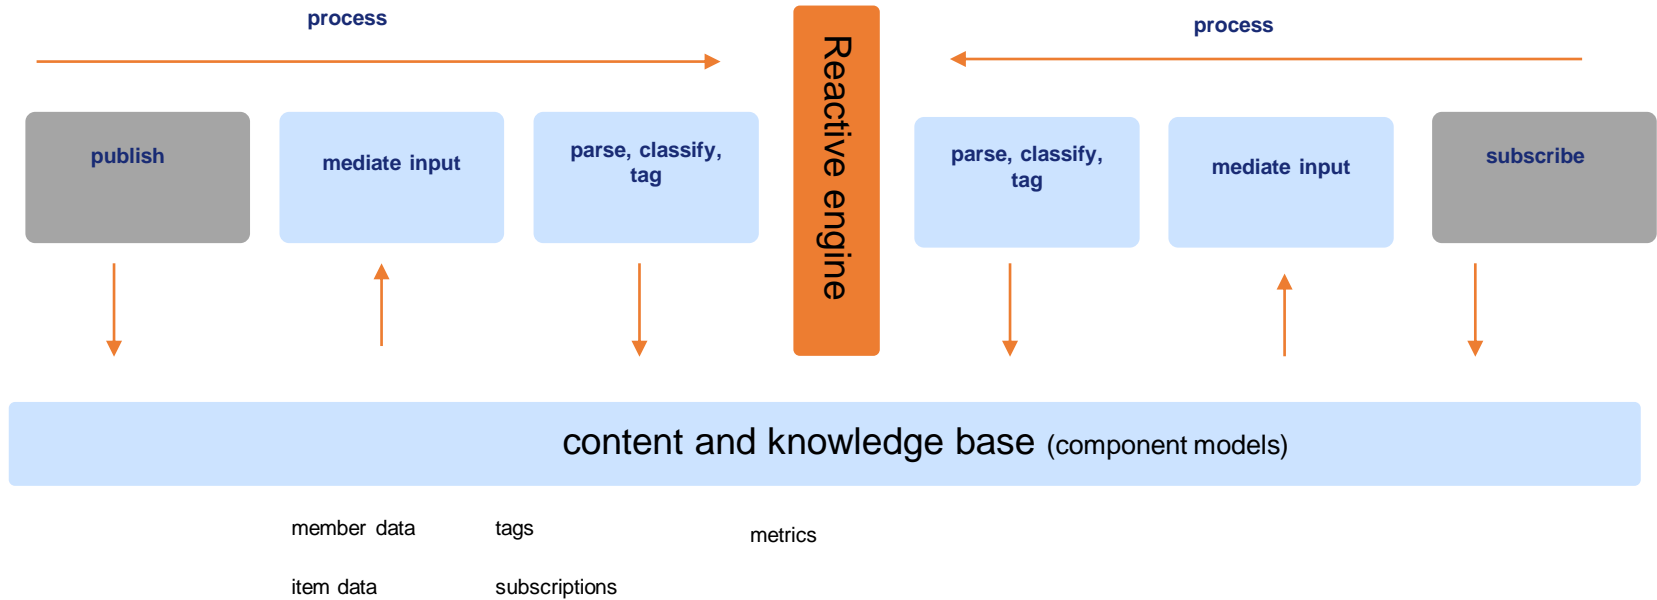 process
process
Reactive engine
publish
mediate input
parse, classify,
tag
parse, classify,
tag
mediate input
subscribe
content and knowledge base (component models)
member data
tags
metrics
item data
subscriptions